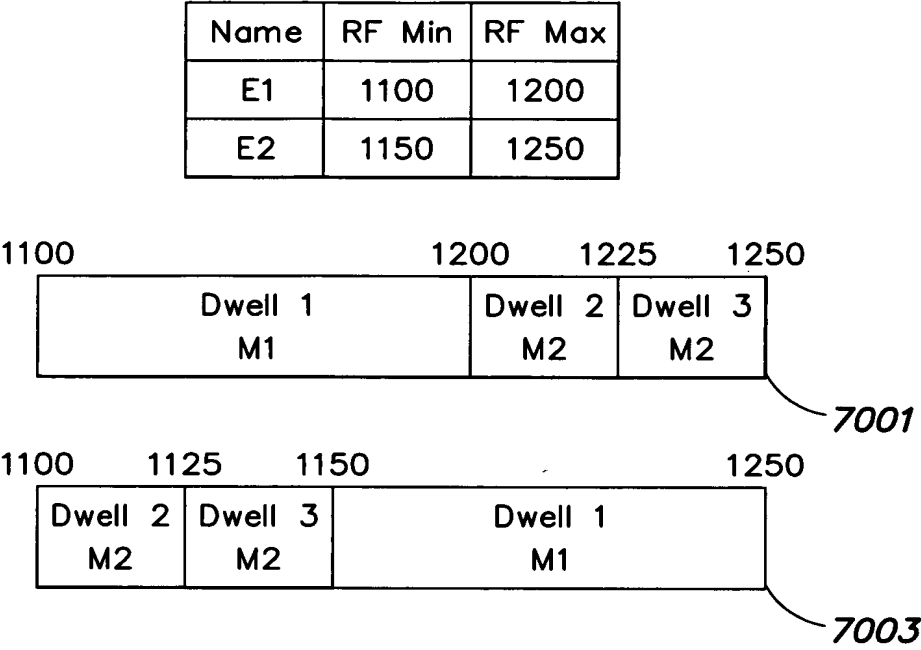 Name RF Min RF Max
E1 1100 1200
E2 1150 1250
1100 1200 1225 1250
Dwell 1 Dwell 2 Dwell 3
M1 M2 M2
7001
1100 1125 1150 1250
Dwell 2 Dwell 3 Dwell 1
M2 M2 M1
7003